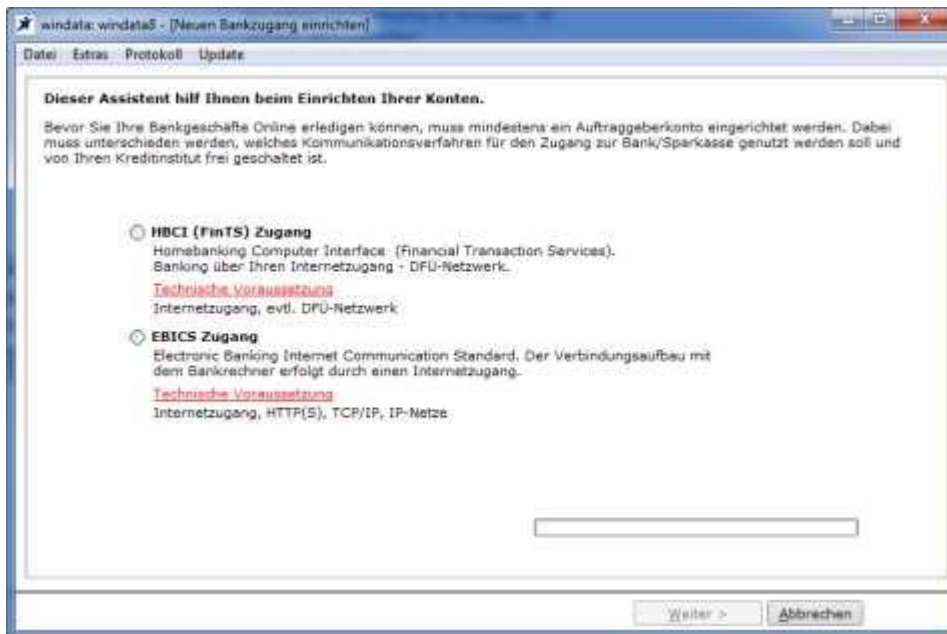 windata: windata8 - [Neuen Bankzugang einrichten]
Datei Extras Protokoll Update
Dieser Assistent hilf Ihnen beim Einrichten Ihrer Konten.
Bevor Sie Ihre Bankgeschäfte Online erledigen können, muss mindestens ein Auftraggeberkonto eingerichtet werden. Dabei
muss unterschieden werden, welches Kommunikationsverfahren für den Zugang zur Bank/Sparkasse genutzt werden soll und
von Ihren Kreditinstitut frei geschaltet ist.
HBCI (FinTS) Zugang
Homebanking Computer Interface (Financial Transaction Services).
Banking über Ihren Internetzugang - DFÜ-Netzwerk.
Technische Voraussetzung
Internetzugang, evtl. DFÜ-Netzwerk
EBICS Zugang
Electronic Banking Internet Communication Standard. Der Verbindungsaufbau mit
dem Bankrechner erfolgt durch einen Internetzugang.
Technische Voraussetzung
Internetzugang, HTTP(S), TCP/IP, IP-Netze
Weiter > Abbrechen